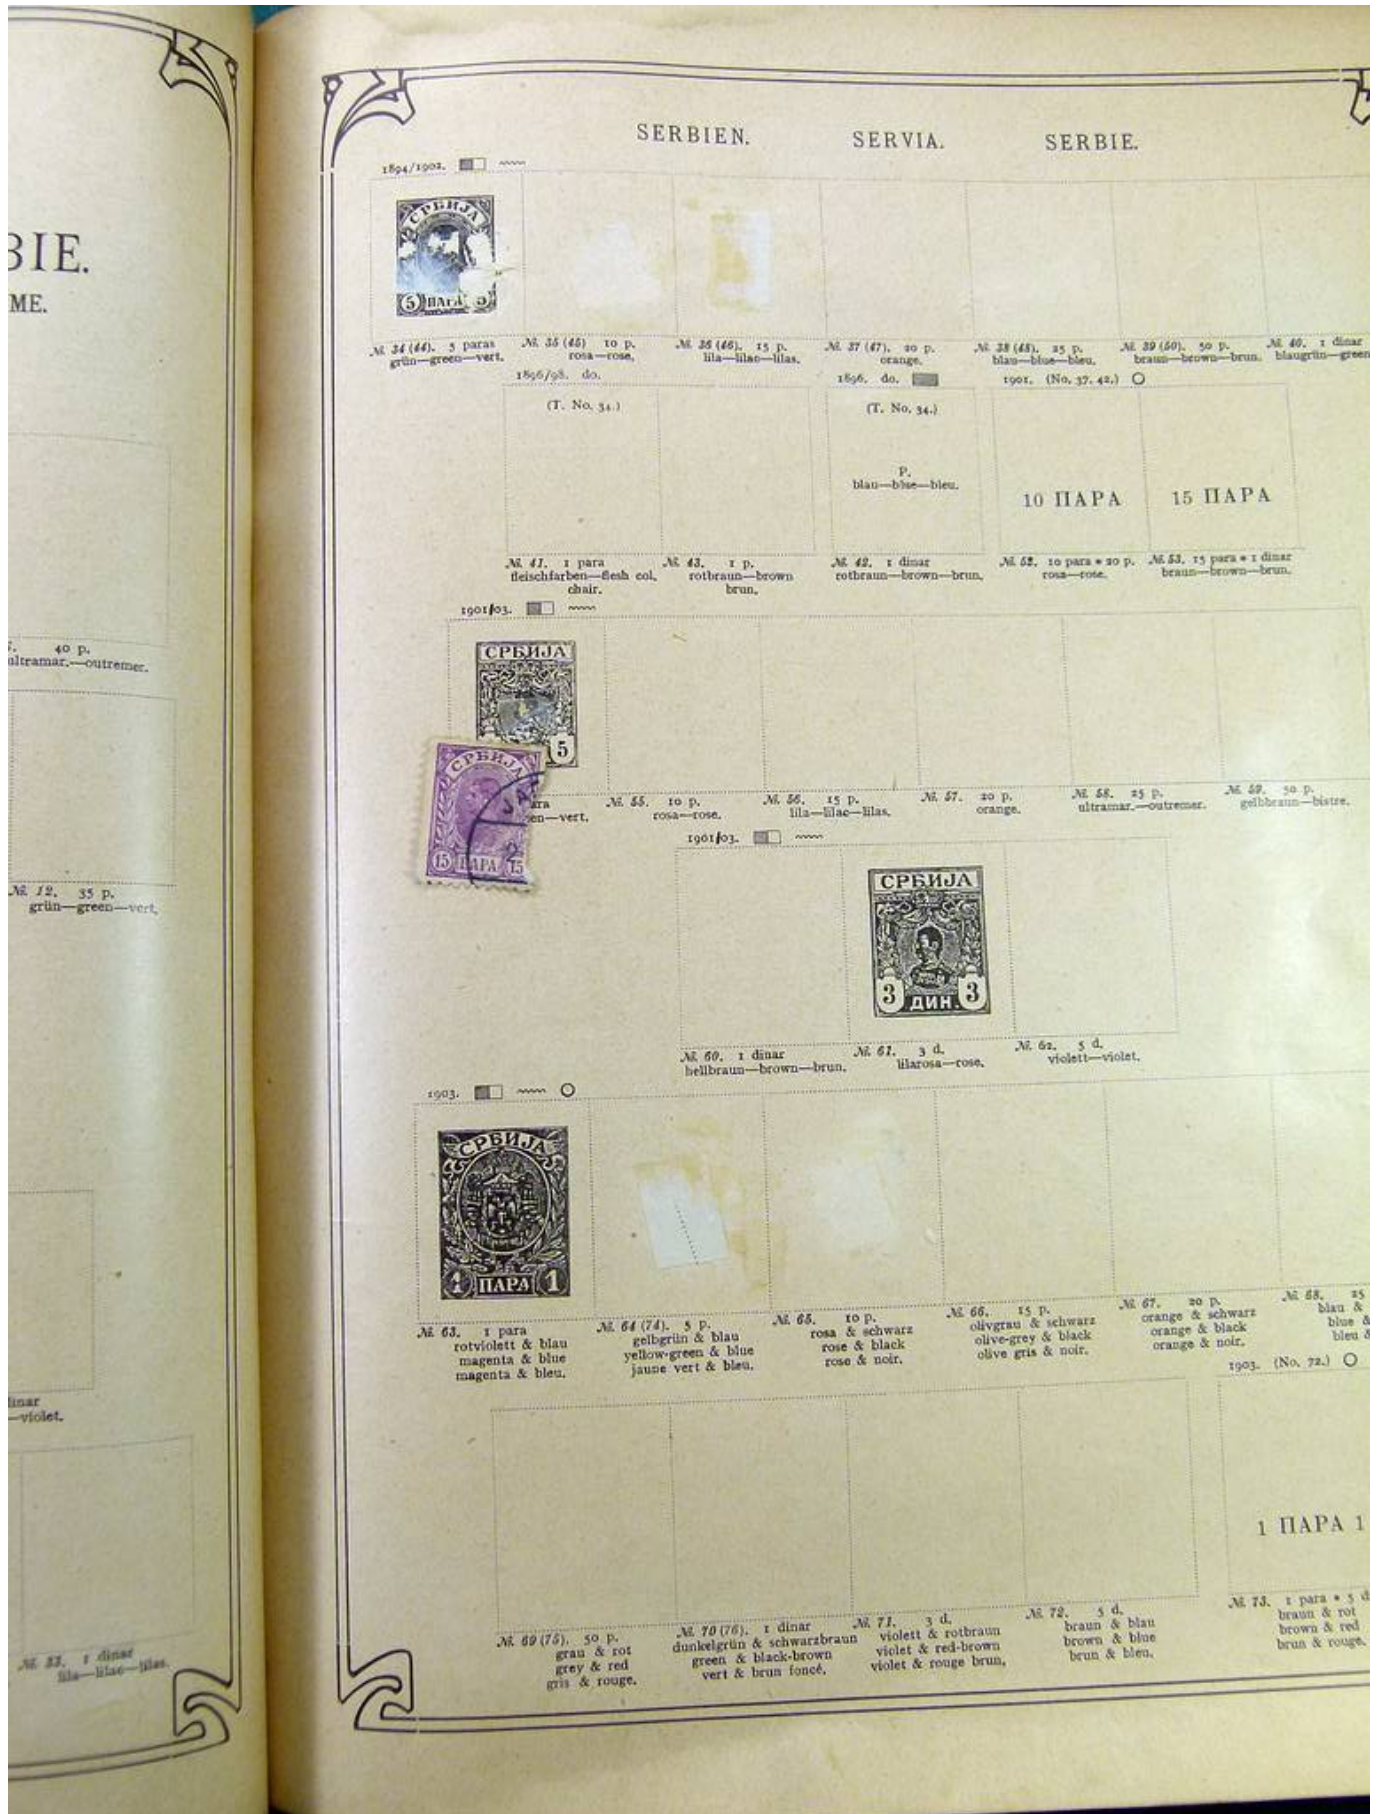 BIE.
ME.
40 p.
ultramar.—outremer.
№. 12. 35 p.
grün—green—vert.
dinar
—violet.
№. 33. 1 dinar
lila—lilac—lilas.
SERBIEN. SERVIA. SERBIE.
1894/1902.
СРБИЈА
5 ПАРА 5
№. 34 (44). 5 paras
grün—green—vert.
№. 35 (45) 10 p.
rosa—rose.
№. 36 (46). 15 p.
lila—lilac—lilas.
№. 37 (47). 20 p.
orange.
№. 38 (48). 25 p.
blau—blue—bleu.
№. 39 (50). 50 p.
braun—brown—brun.
№. 40. 1 dinar
blaugrün—green
1896/98. do.
1896. do.
1901. (No. 37. 42.)
(T. No. 34.)
(T. No. 34.)
P.
blau—blue—bleu.
10 ПАРА
15 ПАРА
№. 41. 1 para
fleischfarben—flesh col.
chair.
№. 43. 1 p.
rotbraun—brown
brun.
№. 42. 1 dinar
rotbraun—brown—brun.
№. 52. 10 para * 20 p.
rosa—rose.
№. 53. 15 para * 1 dinar
braun—brown—brun.
1901/03.
СРБИЈА
5
СРБИЈА
JA
2
15 ПАРА 15
ara
en—vert.
№. 55. 10 p.
rosa—rose.
№. 56. 15 p.
lila—lilac—lilas.
№. 57. 20 p.
orange.
№. 58. 25 p.
ultramar.—outremer.
№. 59. 50 p.
gelbbraun—bistre.
1901/03.
СРБИЈА
3 ДИН. 3
№. 60. 1 dinar
hellbraun—brown—brun.
№. 61. 3 d.
lilarosa—rose.
№. 62. 5 d.
violett—violet.
1903.
СРБИЈА
1 ПАРА 1
№. 63. 1 para
rotviolett & blau
magenta & blue
magenta & bleu.
№. 64 (74). 5 p.
gelbgrün & blau
yellow-green & blue
jaune vert & bleu.
№. 65. 10 p.
rosa & schwarz
rose & black
rose & noir.
№. 66. 15 p.
olivgrau & schwarz
olive-grey & black
olive gris & noir.
№. 67. 20 p.
orange & schwarz
orange & black
orange & noir.
№. 68. 25
blau &
blue &
bleu &
1903. (No. 72.)
1 ПАРА 1
№. 69 (75). 50 p.
grau & rot
grey & red
gris & rouge.
№. 70 (76). 1 dinar
dunkelgrün & schwarzbraun
green & black-brown
vert & brun foncé.
№. 71. 3 d.
violett & rotbraun
violet & red-brown
violet & rouge brun.
№. 72. 5 d.
braun & blau
brown & blue
brun & bleu.
№. 73. 1 para * 5 d
braun & rot
brown & red
brun & rouge.